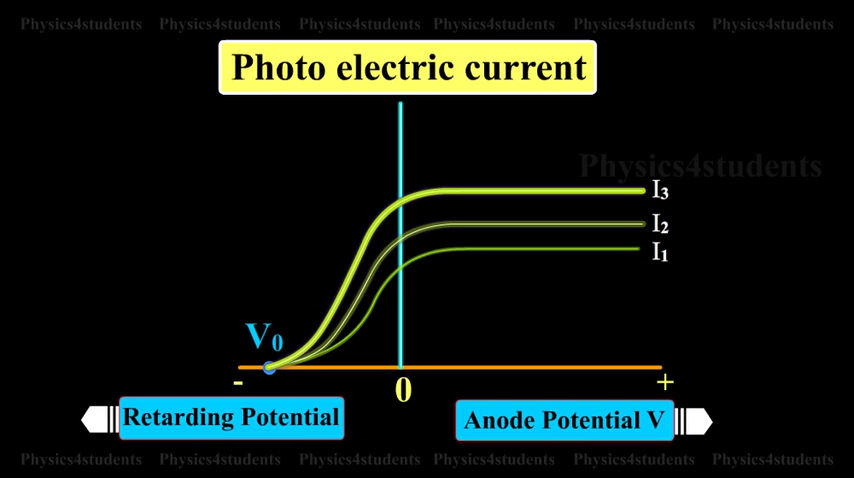 Physics4students Physics4students Physics4students Physics4students Physics4students Physics4students
Photo electric current
Physics4students
I₃
I₂
I₁
V₀
- 0 +
Retarding Potential Anode Potential V
Physics4students Physics4students Physics4students Physics4students Physics4students Physics4students